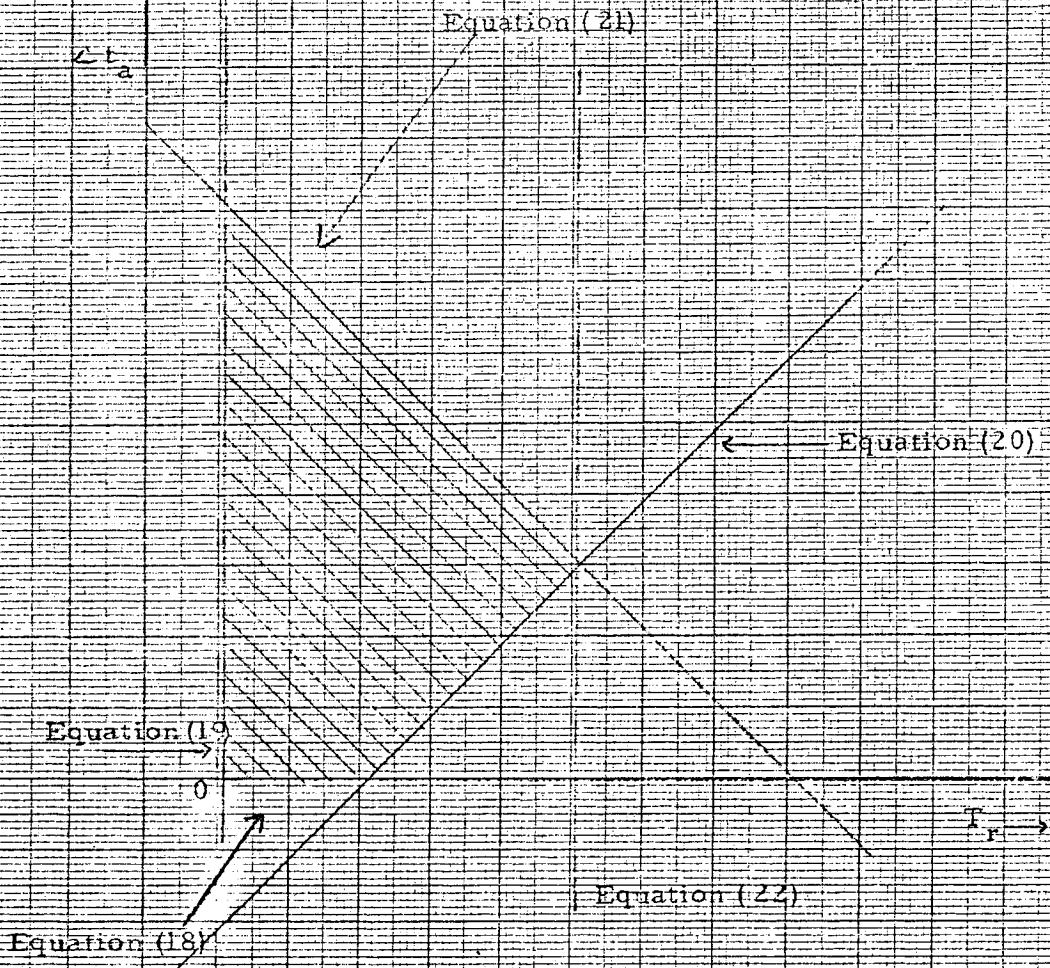 Equation (21)
t_a
Equation (20)
Equation (19
0
T_r
Equation (22)
Equation (18)